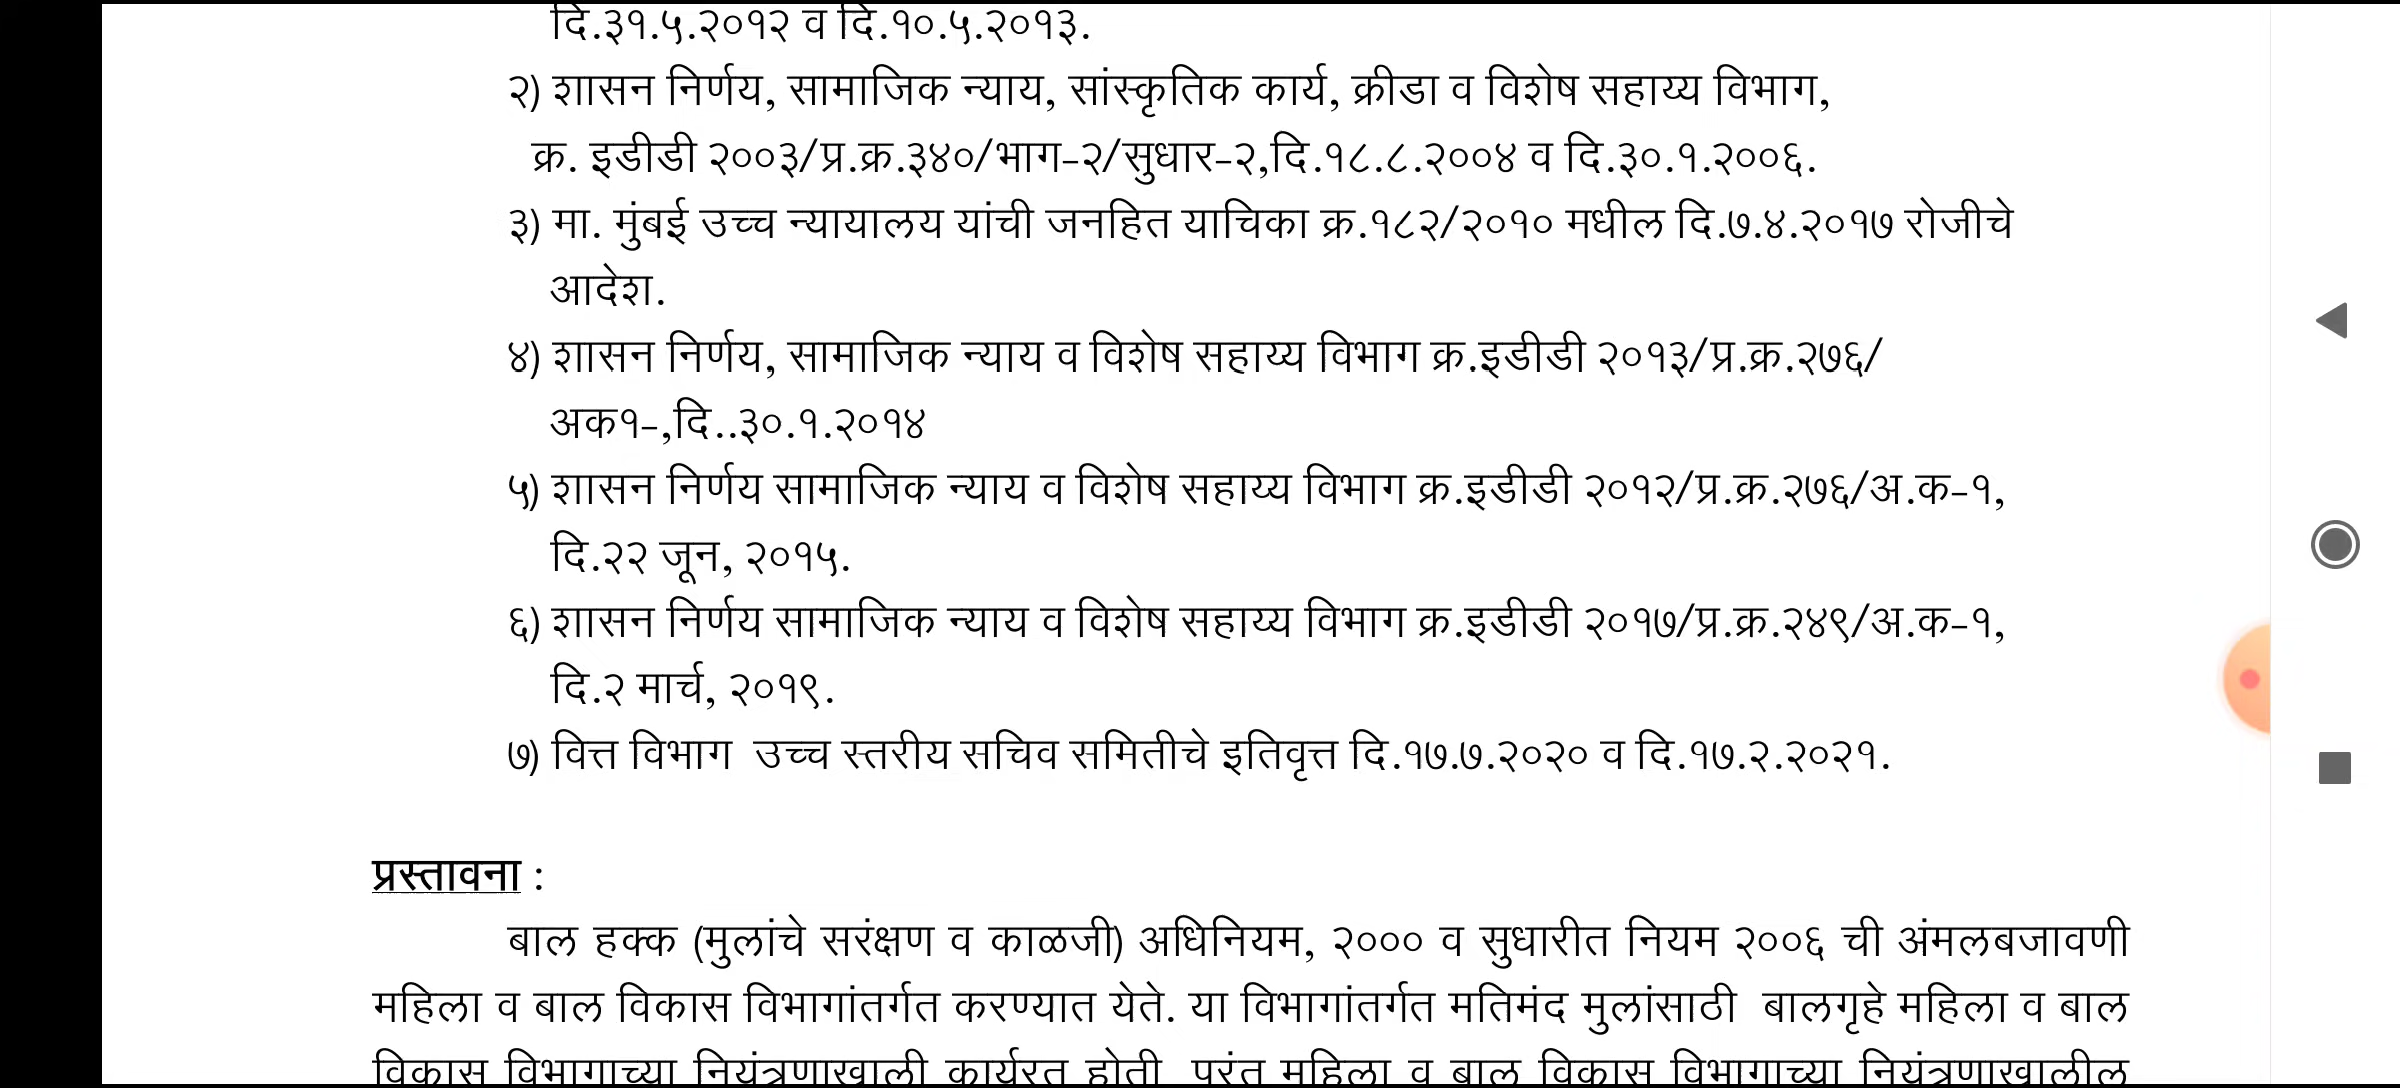 दि.३१.५.२०१२ व दि.१०.५.२०१३.
२) शासन निर्णय, सामाजिक न्याय, सांस्कृतिक कार्य, क्रीडा व विशेष सहाय्य विभाग,
क्र. इडीडी २००३/प्र.क्र.३४०/भाग-२/सुधार-२,दि.१८.८.२००४ व दि.३०.१.२००६.
३) मा. मुंबई उच्च न्यायालय यांची जनहित याचिका क्र.१८२/२०१० मधील दि.७.४.२०१७ रोजीचे
आदेश.
४) शासन निर्णय, सामाजिक न्याय व विशेष सहाय्य विभाग क्र.इडीडी २०१३/प्र.क्र.२७६/
अक१-,दि..३०.१.२०१४
५) शासन निर्णय सामाजिक न्याय व विशेष सहाय्य विभाग क्र.इडीडी २०१२/प्र.क्र.२७६/अ.क-१,
दि.२२ जून, २०१५.
६) शासन निर्णय सामाजिक न्याय व विशेष सहाय्य विभाग क्र.इडीडी २०१७/प्र.क्र.२४९/अ.क-१,
दि.२ मार्च, २०१९.
७) वित्त विभाग उच्च स्तरीय सचिव समितीचे इतिवृत्त दि.१७.७.२०२० व दि.१७.२.२०२१.
प्रस्तावना :
बाल हक्क (मुलांचे सरंक्षण व काळजी) अधिनियम, २००० व सुधारीत नियम २००६ ची अंमलबजावणी
महिला व बाल विकास विभागांतर्गत करण्यात येते. या विभागांतर्गत मतिमंद मुलांसाठी बालगृहे महिला व बाल
विकास विभागाच्या नियंत्रणाखाली कार्यरत होती परंतु महिला व बाल विकास विभागाच्या नियंत्रणाखालील